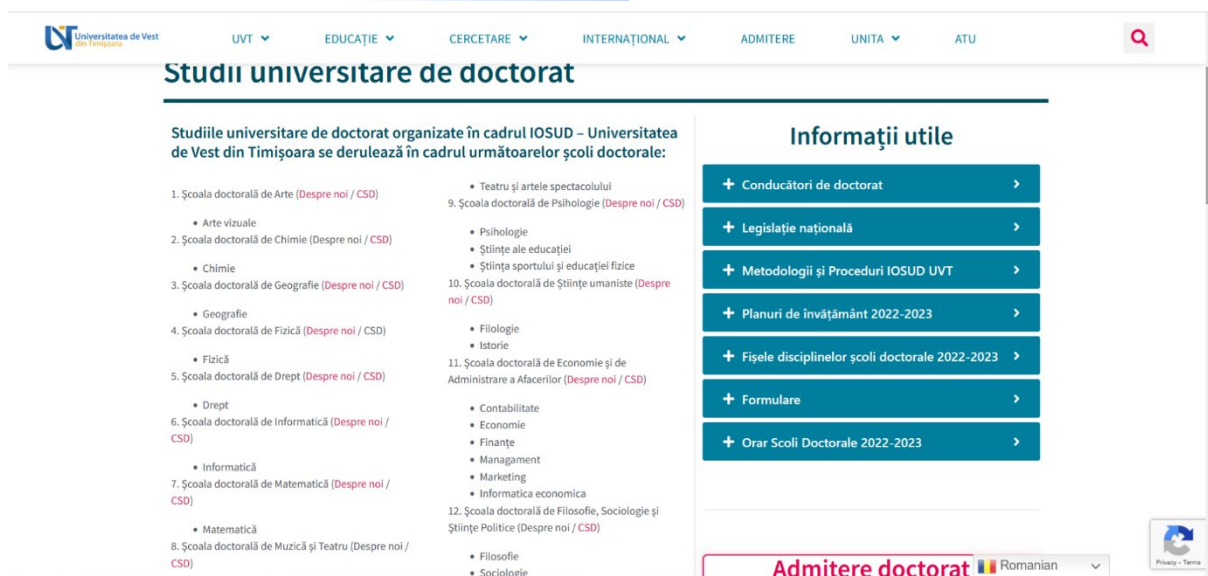 Universitatea de Vest
din Timișoara
UVT
EDUCAȚIE
CERCETARE
INTERNAȚIONAL
ADMITERE
UNITA
ATU
Studii universitare de doctorat
Studiile universitare de doctorat organizate în cadrul IOSUD – Universitatea
de Vest din Timișoara se derulează în cadrul următoarelor școli doctorale:
1. Școala doctorală de Arte (Despre noi / CSD)
• Arte vizuale
2. Școala doctorală de Chimie (Despre noi / CSD)
• Chimie
3. Școala doctorală de Geografie (Despre noi / CSD)
• Geografie
4. Școala doctorală de Fizică (Despre noi / CSD)
• Fizică
5. Școala doctorală de Drept (Despre noi / CSD)
• Drept
6. Școala doctorală de Informatică (Despre noi /
CSD)
• Informatică
7. Școala doctorală de Matematică (Despre noi /
CSD)
• Matematică
8. Școala doctorală de Muzică și Teatru (Despre noi /
CSD)
• Teatru și artele spectacolului
9. Școala doctorală de Psihologie (Despre noi / CSD)
• Psihologie
• Științe ale educației
• Știința sportului și educației fizice
10. Școala doctorală de Științe umaniste (Despre
noi / CSD)
• Filologie
• Istorie
11. Școala doctorală de Economie și de
Administrare a Afacerilor (Despre noi / CSD)
• Contabilitate
• Economie
• Finanțe
• Managament
• Marketing
• Informatica economica
12. Școala doctorală de Filosofie, Sociologie și
Științe Politice (Despre noi / CSD)
• Filosofie
• Sociologie
Informații utile
+ Conducători de doctorat
+ Legislație națională
+ Metodologii și Proceduri IOSUD UVT
+ Planuri de învățământ 2022-2023
+ Fișele disciplinelor școli doctorale 2022-2023
+ Formulare
+ Orar Scoli Doctorale 2022-2023
Admitere doctorat
Romanian
Privacy - Terms